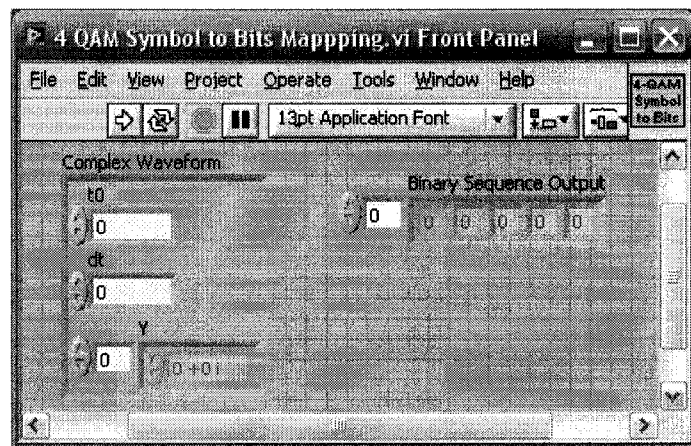 4 QAM Symbol to Bits Mappping.vi Front Panel
File Edit View Project Operate Tools Window Help
4-QAM
Symbol
to Bits
13pt Application Font
Complex Waveform
t0
0
dt
0
Y
0
0 +0 i
Binary Sequence Output
0
0 0 0 0 0